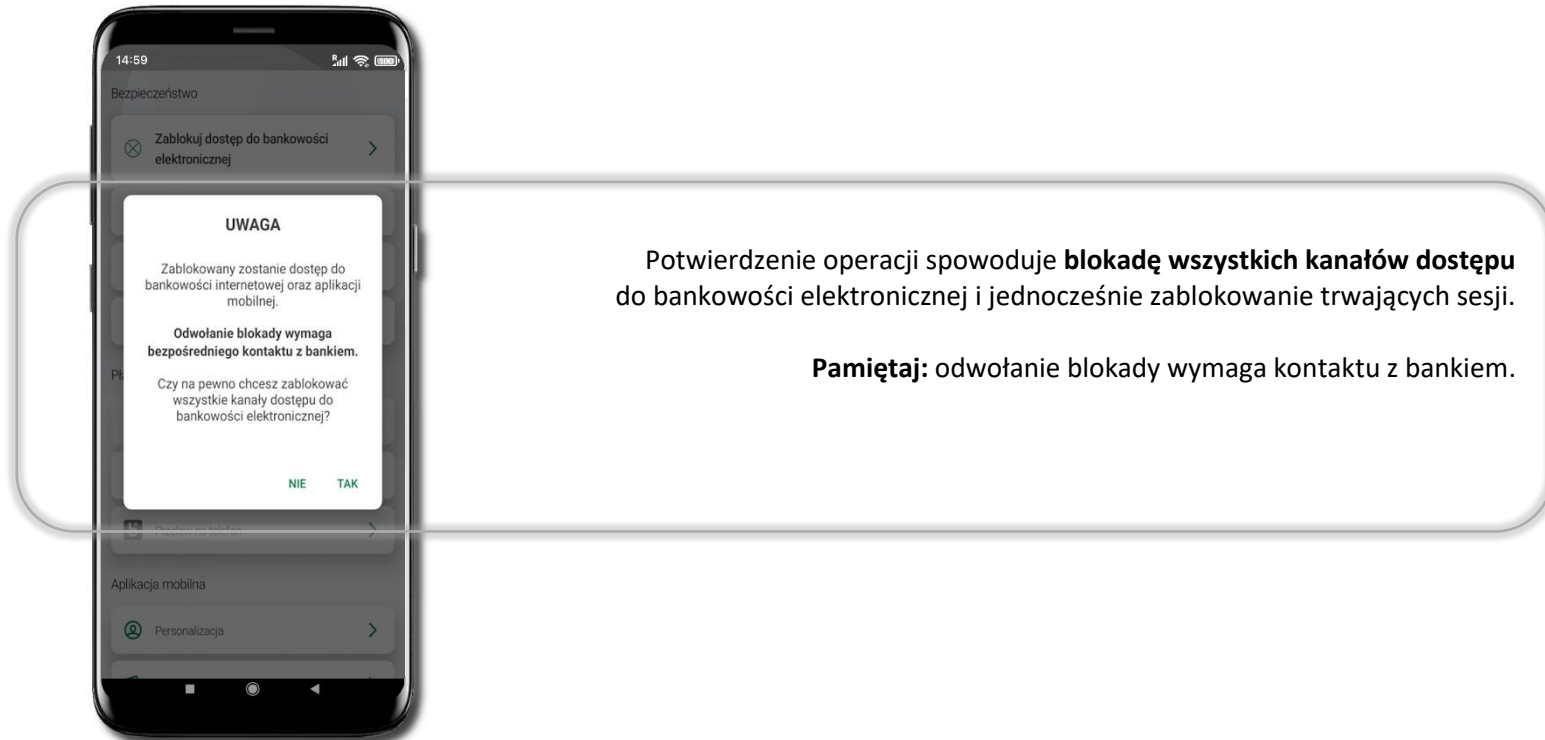 14:59
Bezpieczeństwo
Zablokuj dostęp do bankowości
elektronicznej
UWAGA
Zablokowany zostanie dostęp do
bankowości internetowej oraz aplikacji
mobilnej.
Odwołanie blokady wymaga
bezpośredniego kontaktu z bankiem.
Czy na pewno chcesz zablokować
wszystkie kanały dostępu do
bankowości elektronicznej?
NIE TAK
Przelew na telefon
Aplikacja mobilna
Personalizacja
Potwierdzenie operacji spowoduje blokadę wszystkich kanałów dostępu
do bankowości elektronicznej i jednocześnie zablokowanie trwających sesji.
Pamiętaj: odwołanie blokady wymaga kontaktu z bankiem.